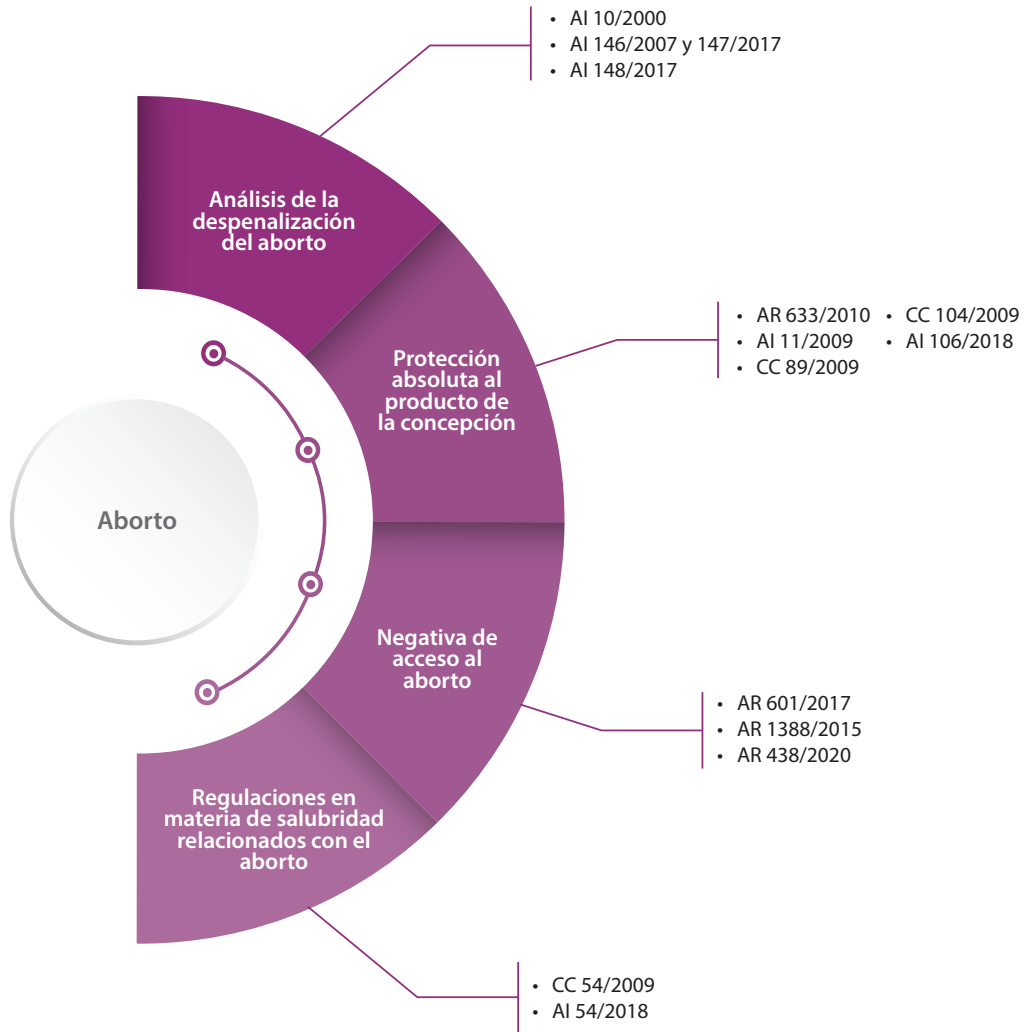 • AI 10/2000
• AI 146/2007 y 147/2017
• AI 148/2017
Análisis de la
despenalización
del aborto
• AR 633/2010 • CC 104/2009
• AI 11/2009 • AI 106/2018
• CC 89/2009
Protección
absoluta al
producto de
la concepción
Aborto
Negativa de
acceso al
aborto
• AR 601/2017
• AR 1388/2015
• AR 438/2020
Regulaciones en
materia de salubridad
relacionados con el
aborto
• CC 54/2009
• AI 54/2018